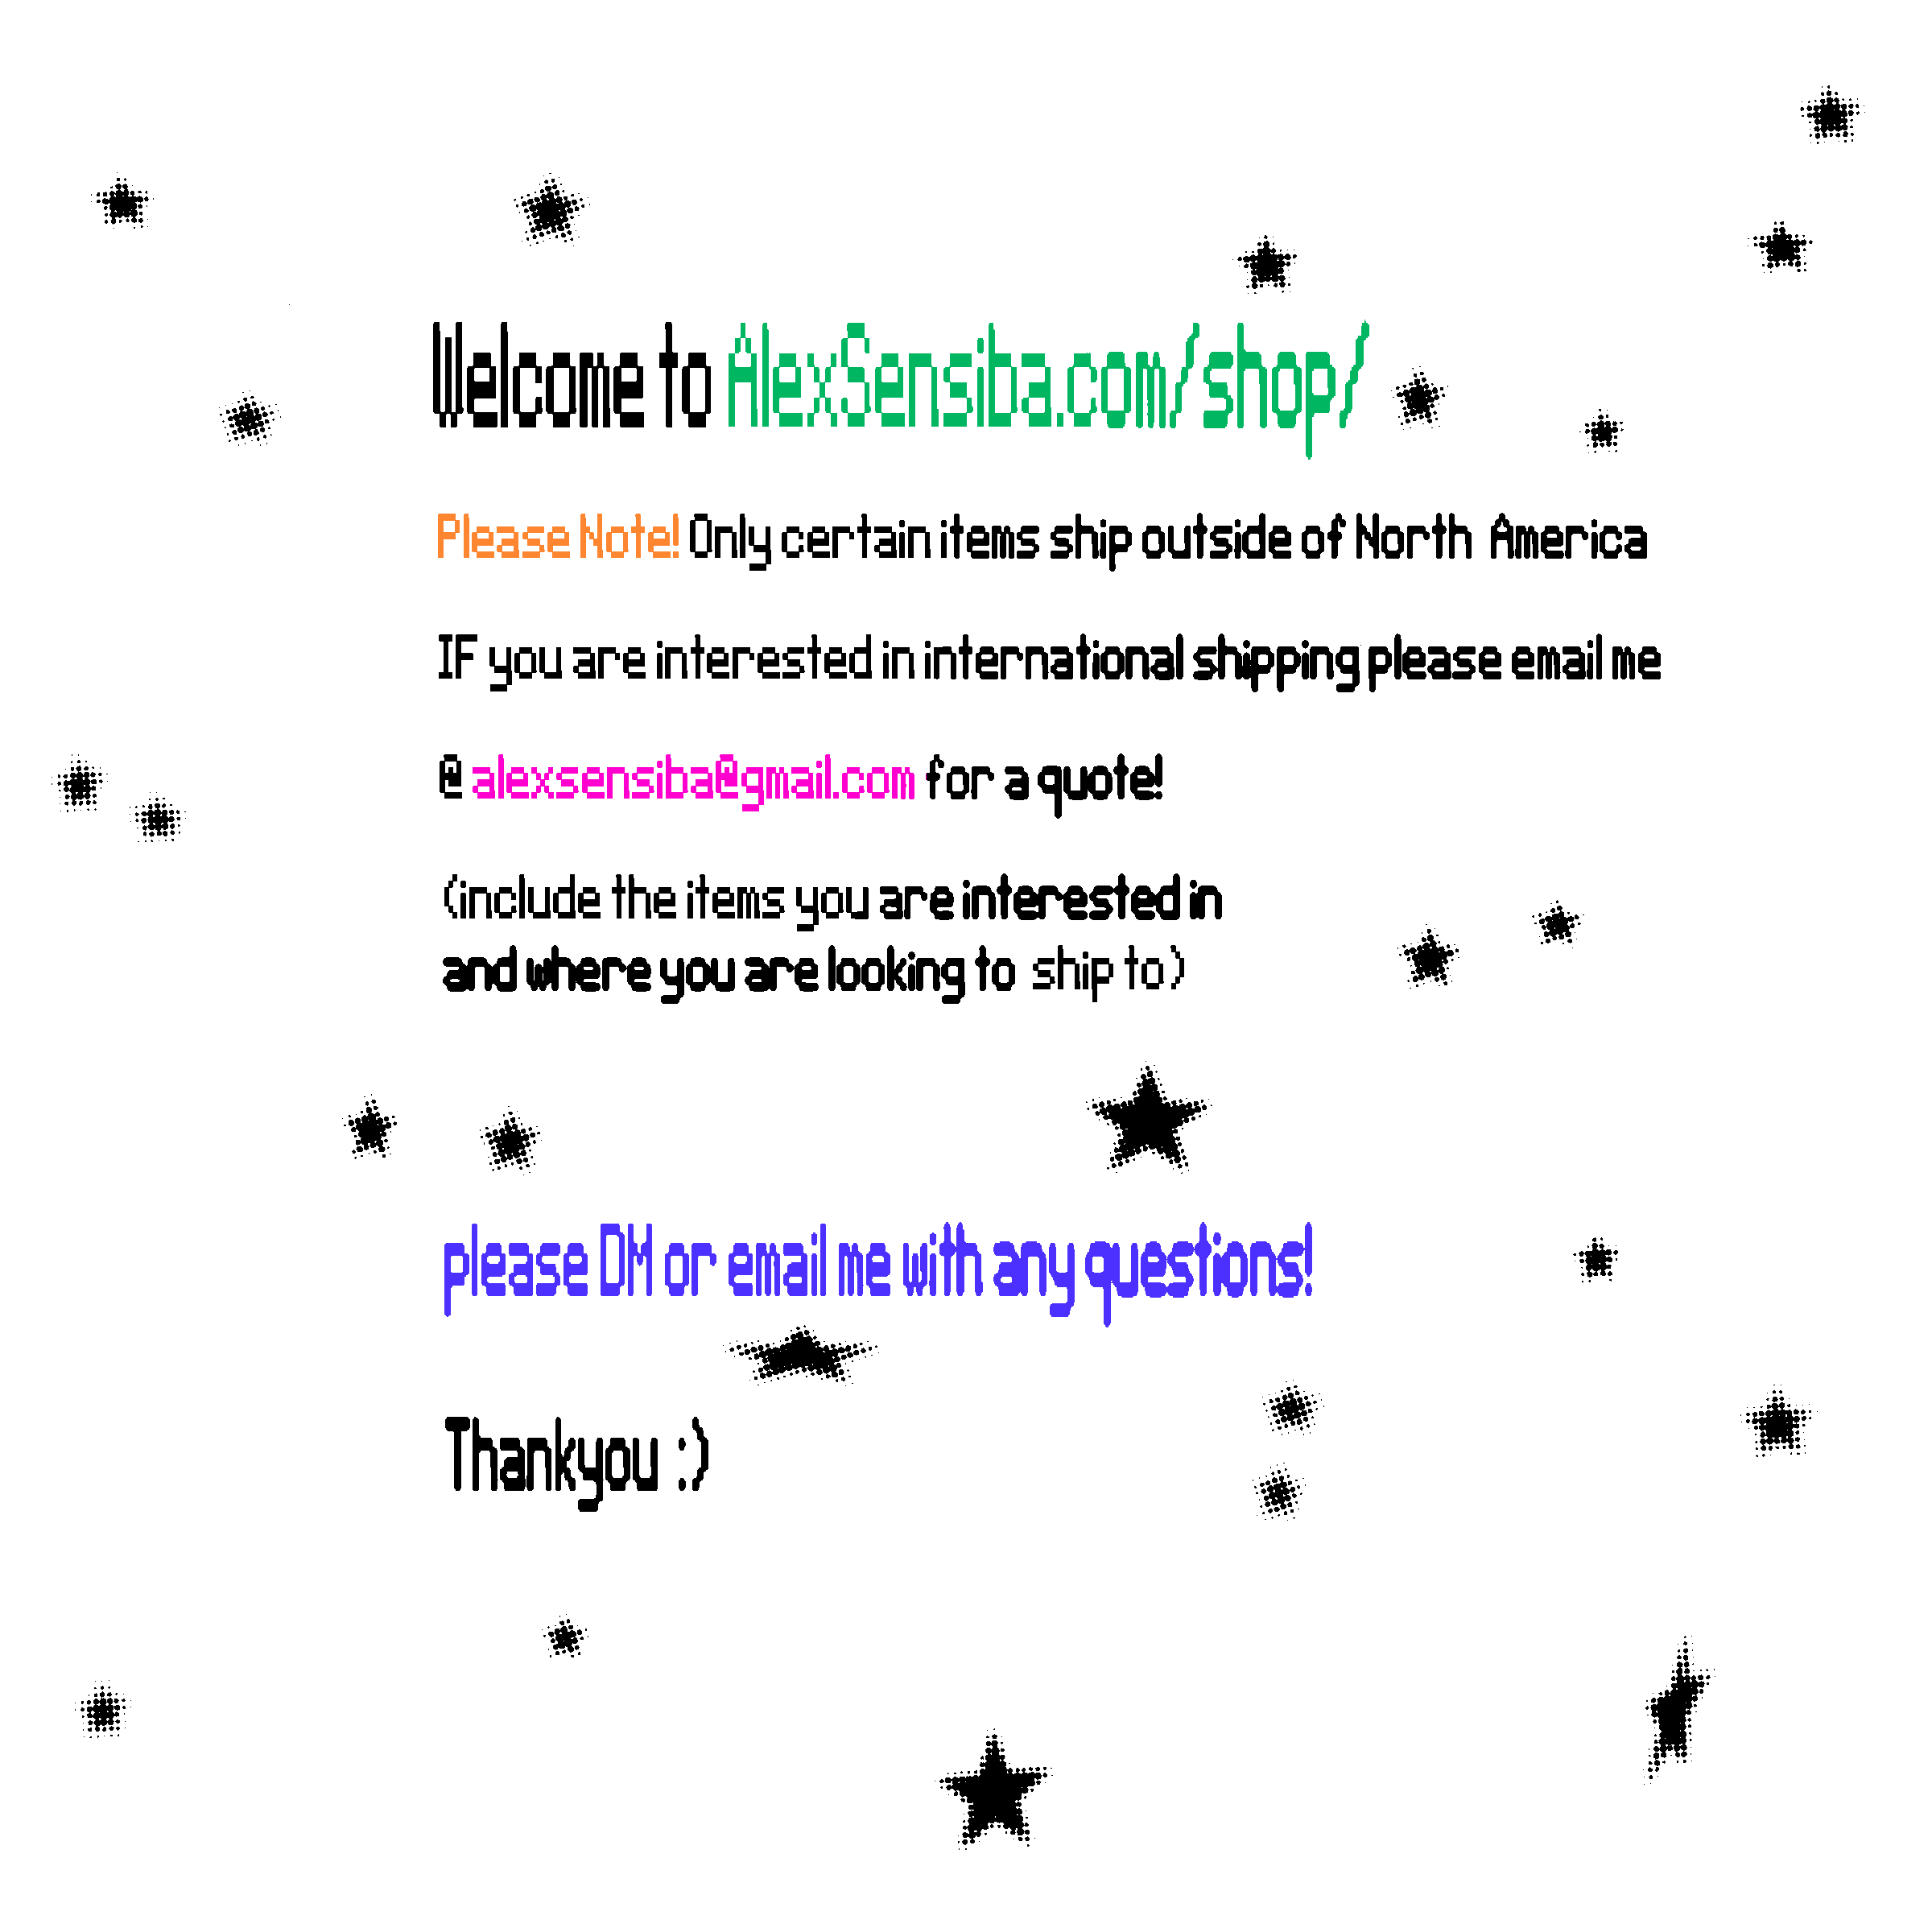 Welcome to AlexSensiba.com/shop/
Please Note! Only certain items ship outside of North America
IF you are interested in international shipping please email me
@ alexsensiba@gmail.com for a quote!
(include the items you are interested in
and where you are looking to ship to)
please DM or email me with any questions!
Thankyou :)